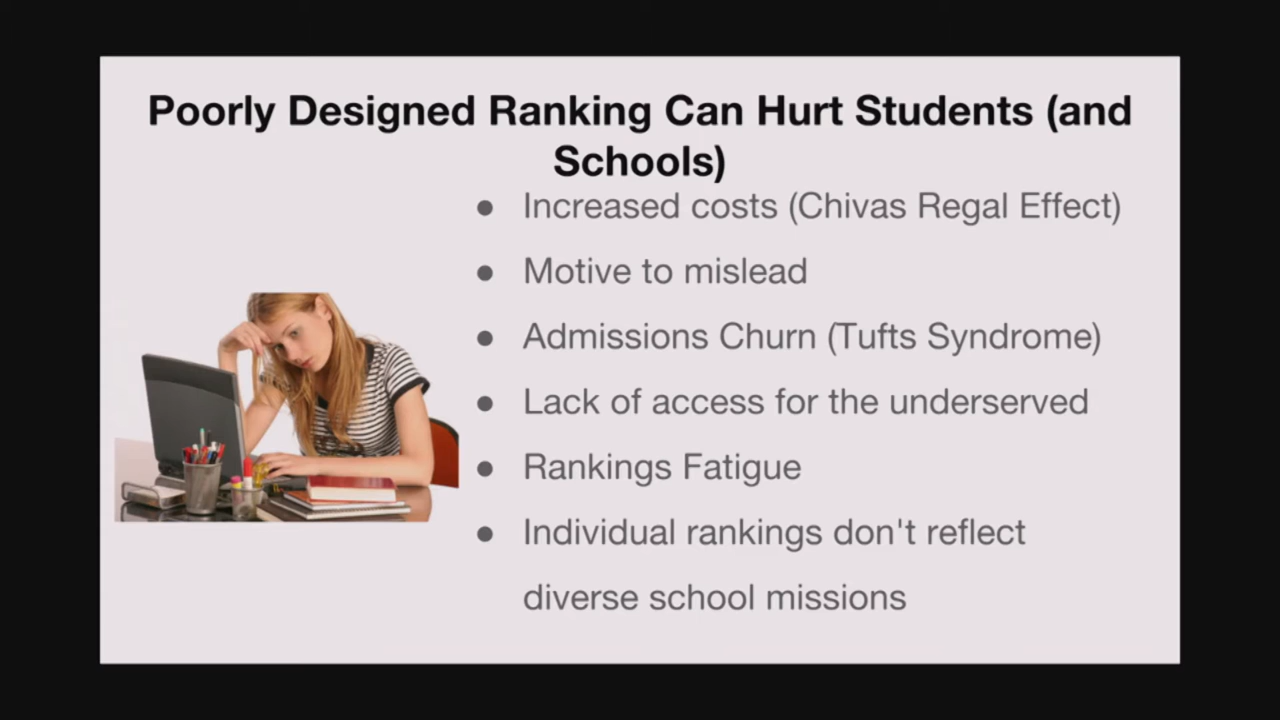 Poorly Designed Ranking Can Hurt Students (and
Schools)
● Increased costs (Chivas Regal Effect)
● Motive to mislead
● Admissions Churn (Tufts Syndrome)
● Lack of access for the underserved
● Rankings Fatigue
● Individual rankings don't reflect
diverse school missions